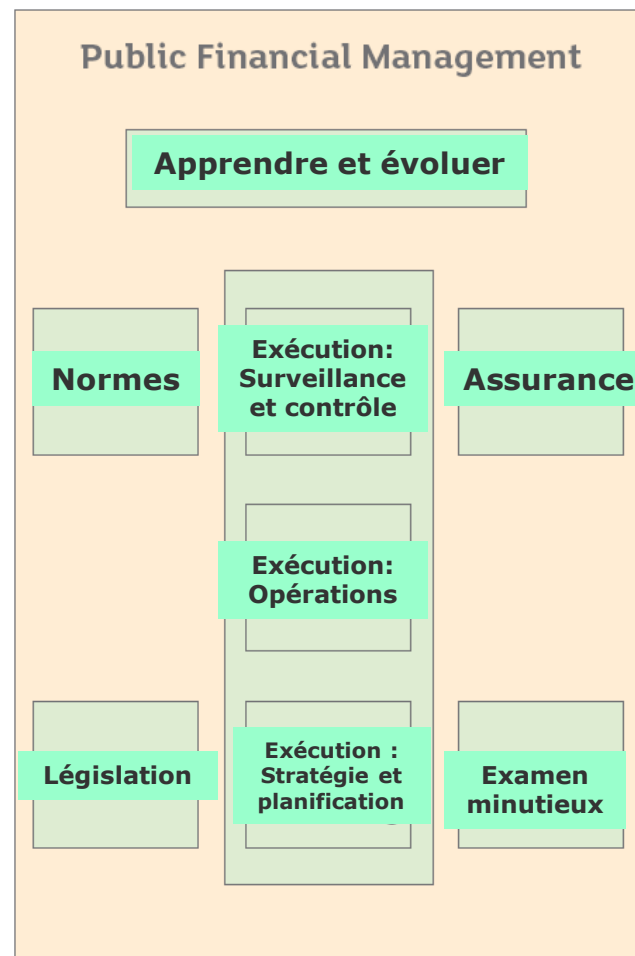 Public Financial Management
Apprendre et évoluer
Normes
Exécution:
Surveillance
et contrôle
Assurance
Exécution:
Opérations
Législation
Exécution :
Stratégie et
planification
Examen
minutieux